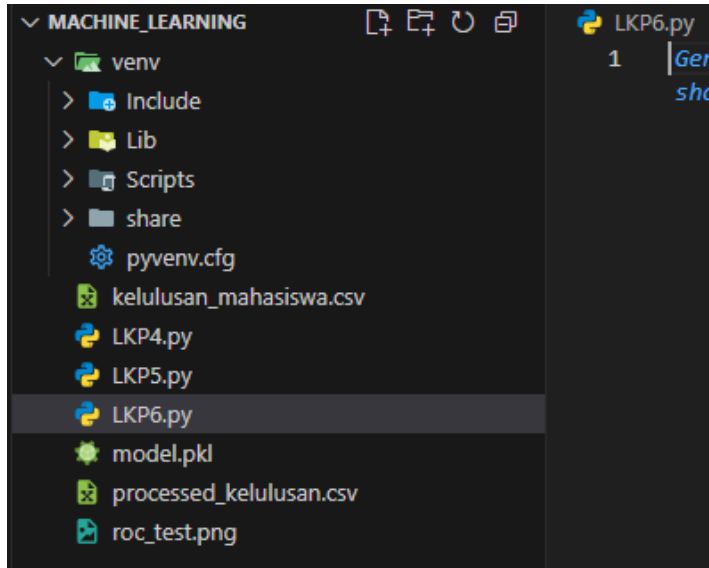 MACHINE_LEARNING
venv
Include
Lib
Scripts
share
pyvenv.cfg
kelulusan_mahasiswa.csv
LKP4.py
LKP5.py
LKP6.py
model.pkl
processed_kelulusan.csv
roc_test.png
LKP6.py
1